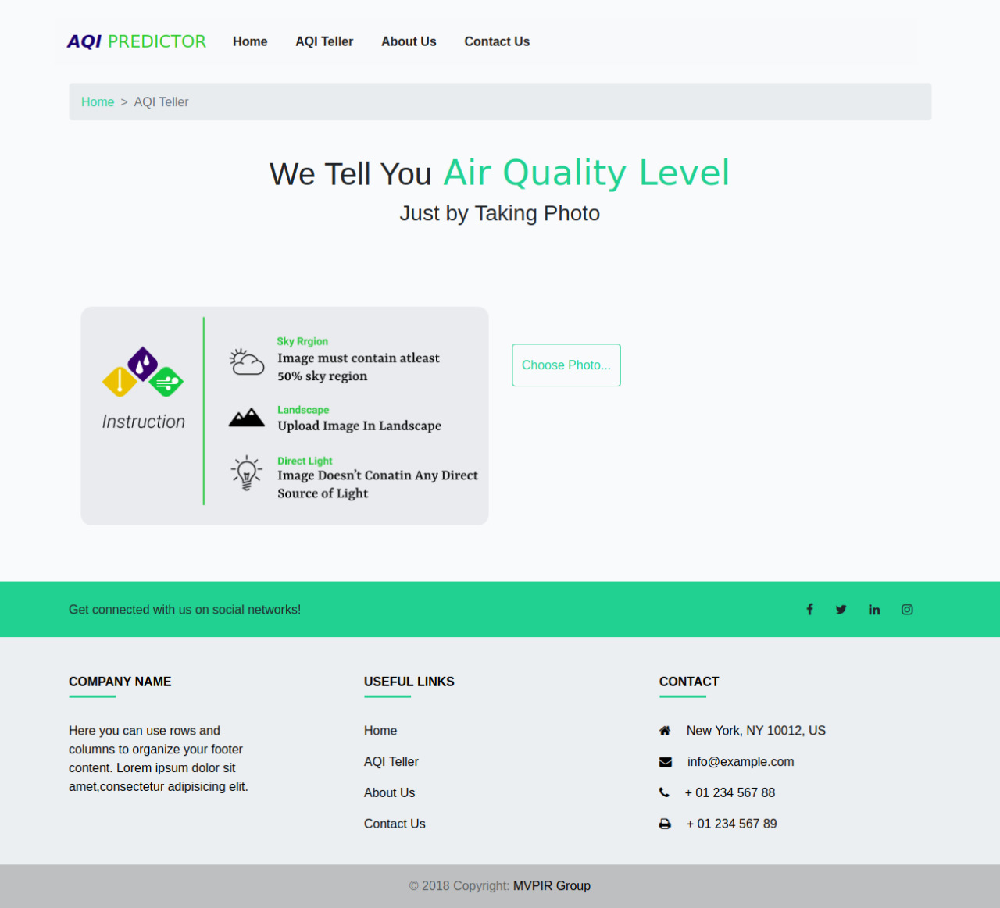 AQI PREDICTOR Home AQI Teller About Us Contact Us
Home > AQI Teller
We Tell You Air Quality Level
Just by Taking Photo
Instruction
Sky Rrgion
Image must contain atleast
50% sky region
Landscape
Upload Image In Landscape
Direct Light
Image Doesn't Conatin Any Direct
Source of Light
Choose Photo...
Get connected with us on social networks!
COMPANY NAME
Here you can use rows and
columns to organize your footer
content. Lorem ipsum dolor sit
amet,consectetur adipisicing elit.
USEFUL LINKS
Home
AQI Teller
About Us
Contact Us
CONTACT
New York, NY 10012, US
info@example.com
+ 01 234 567 88
+ 01 234 567 89
© 2018 Copyright: MVPIR Group